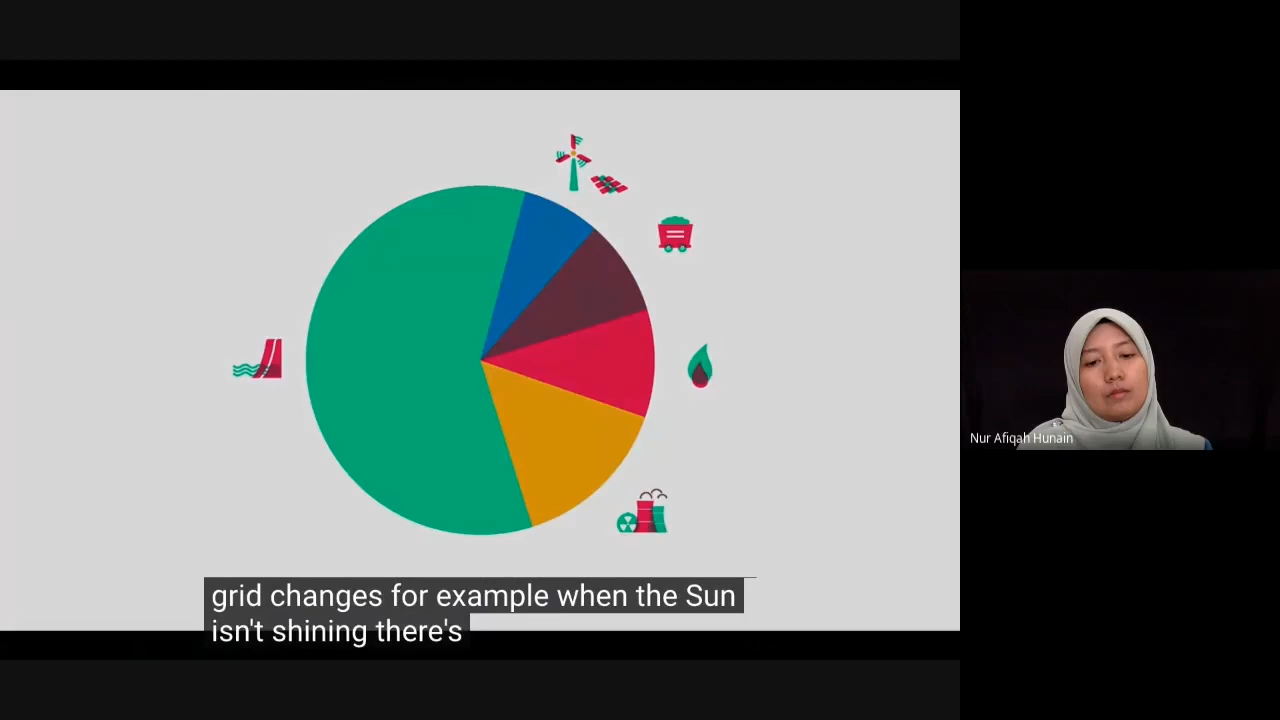 grid changes for example when the Sun
isn't shining there's
Nur Afiqah Hunain